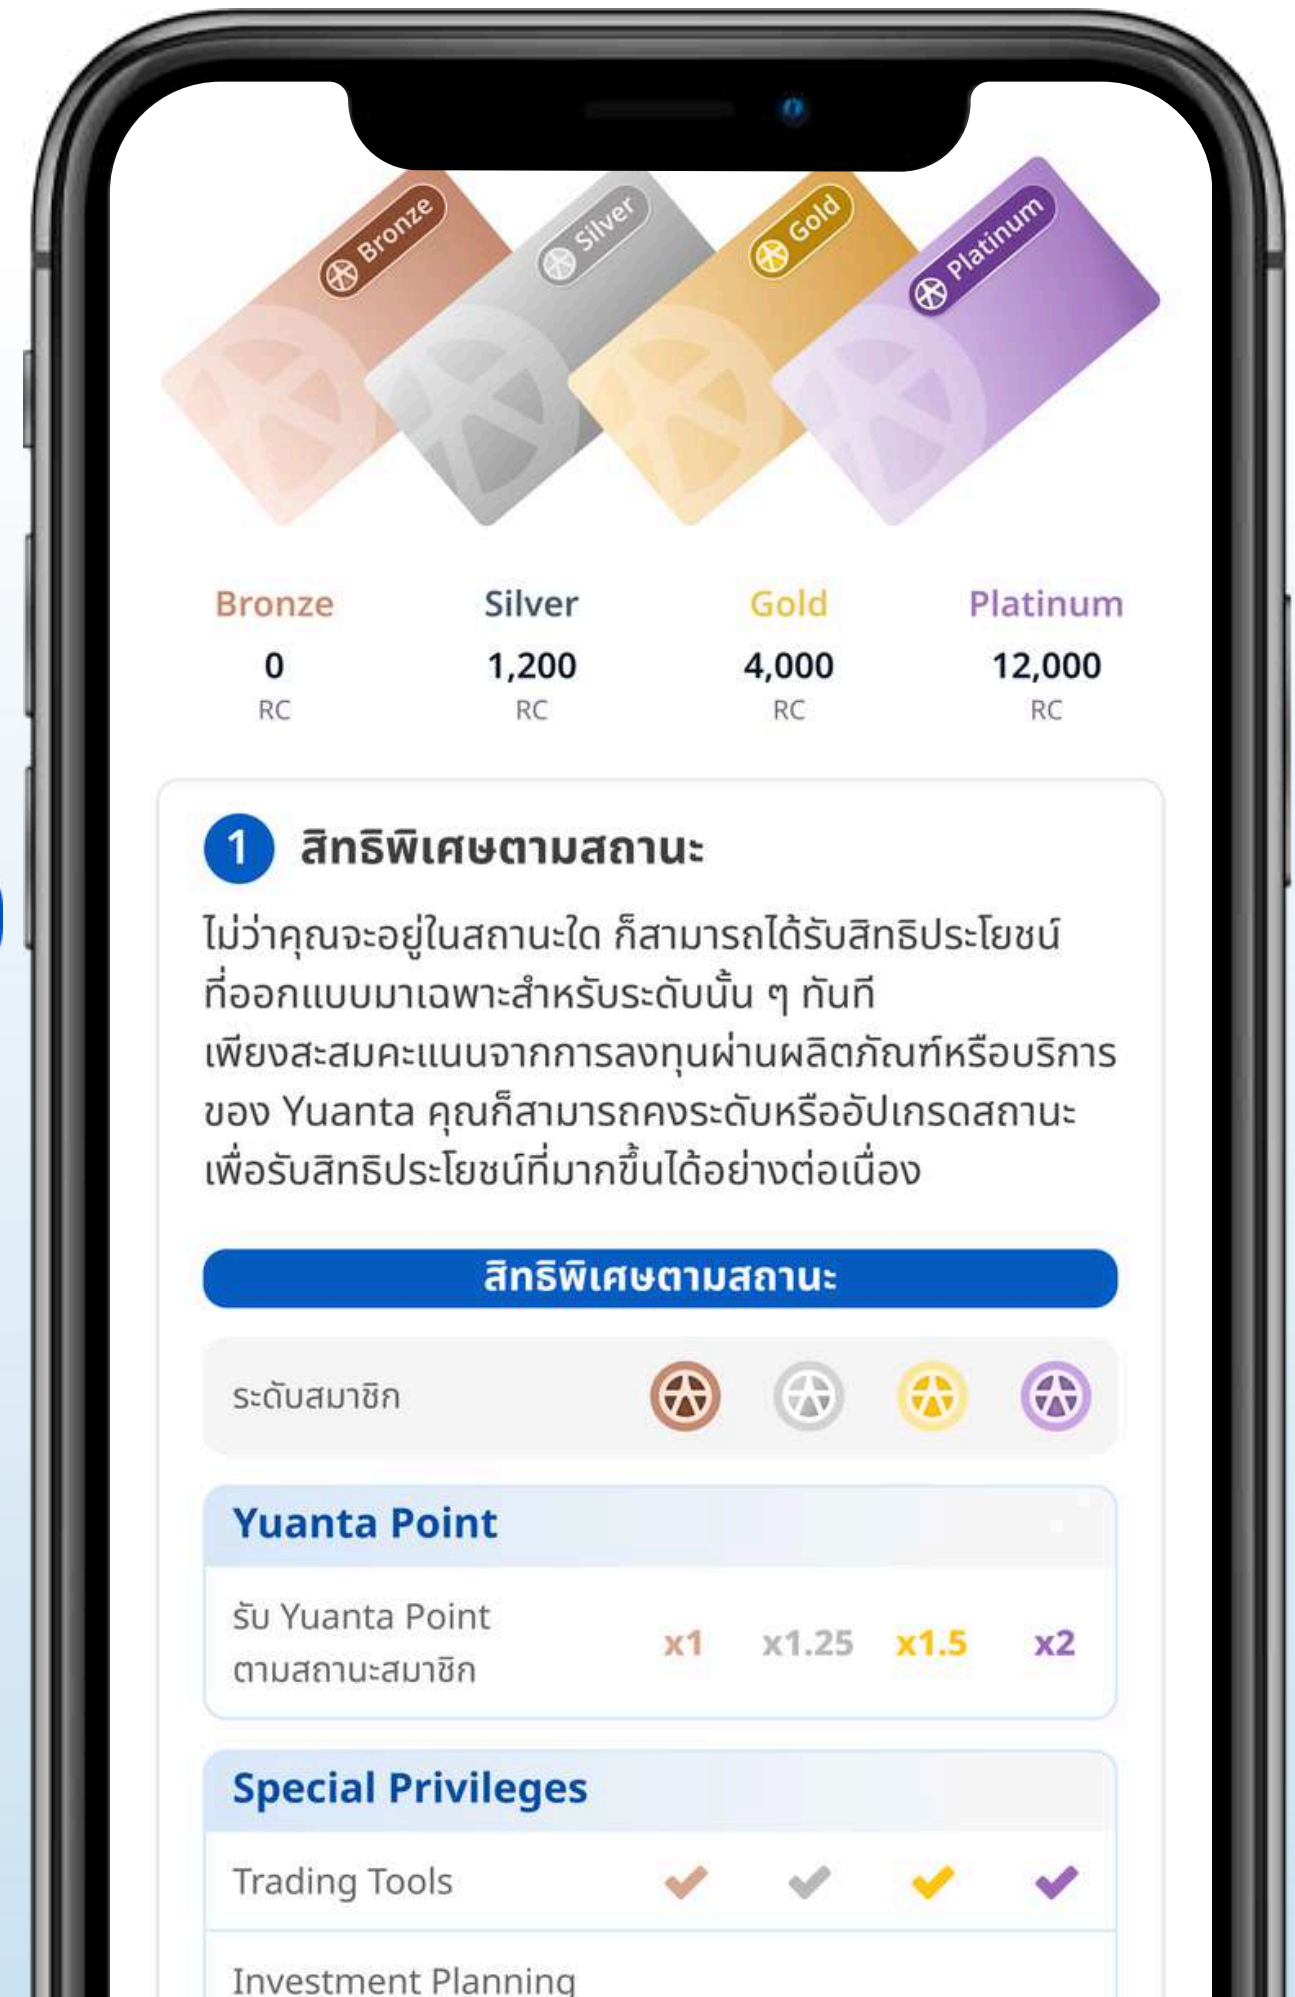 Bronze
Silver
Gold
Platinum
Bronze
Silver
Gold
Platinum
0
1,200
4,000
12,000
RC
RC
RC
RC
1 สิทธิพิเศษตามสถานะ
ไม่ว่าคุณจะอยู่ในสถานะใด ก็สามารถได้รับสิทธิประโยชน์
ที่ออกแบบมาเฉพาะสำหรับระดับนั้น ๆ ทันที
เพียงสะสมคะแนนจากการลงทุนผ่านผลิตภัณฑ์หรือบริการ
ของ Yuanta คุณก็สามารถคงระดับหรืออัปเกรดสถานะ
เพื่อรับสิทธิประโยชน์ที่มากขึ้นได้อย่างต่อเนื่อง
สิทธิพิเศษตามสถานะ
ระดับสมาชิก
Yuanta Point
รับ Yuanta Point
ตามสถานะสมาชิก
x1 x1.25 x1.5 x2
Special Privileges
Trading Tools
Investment Planning